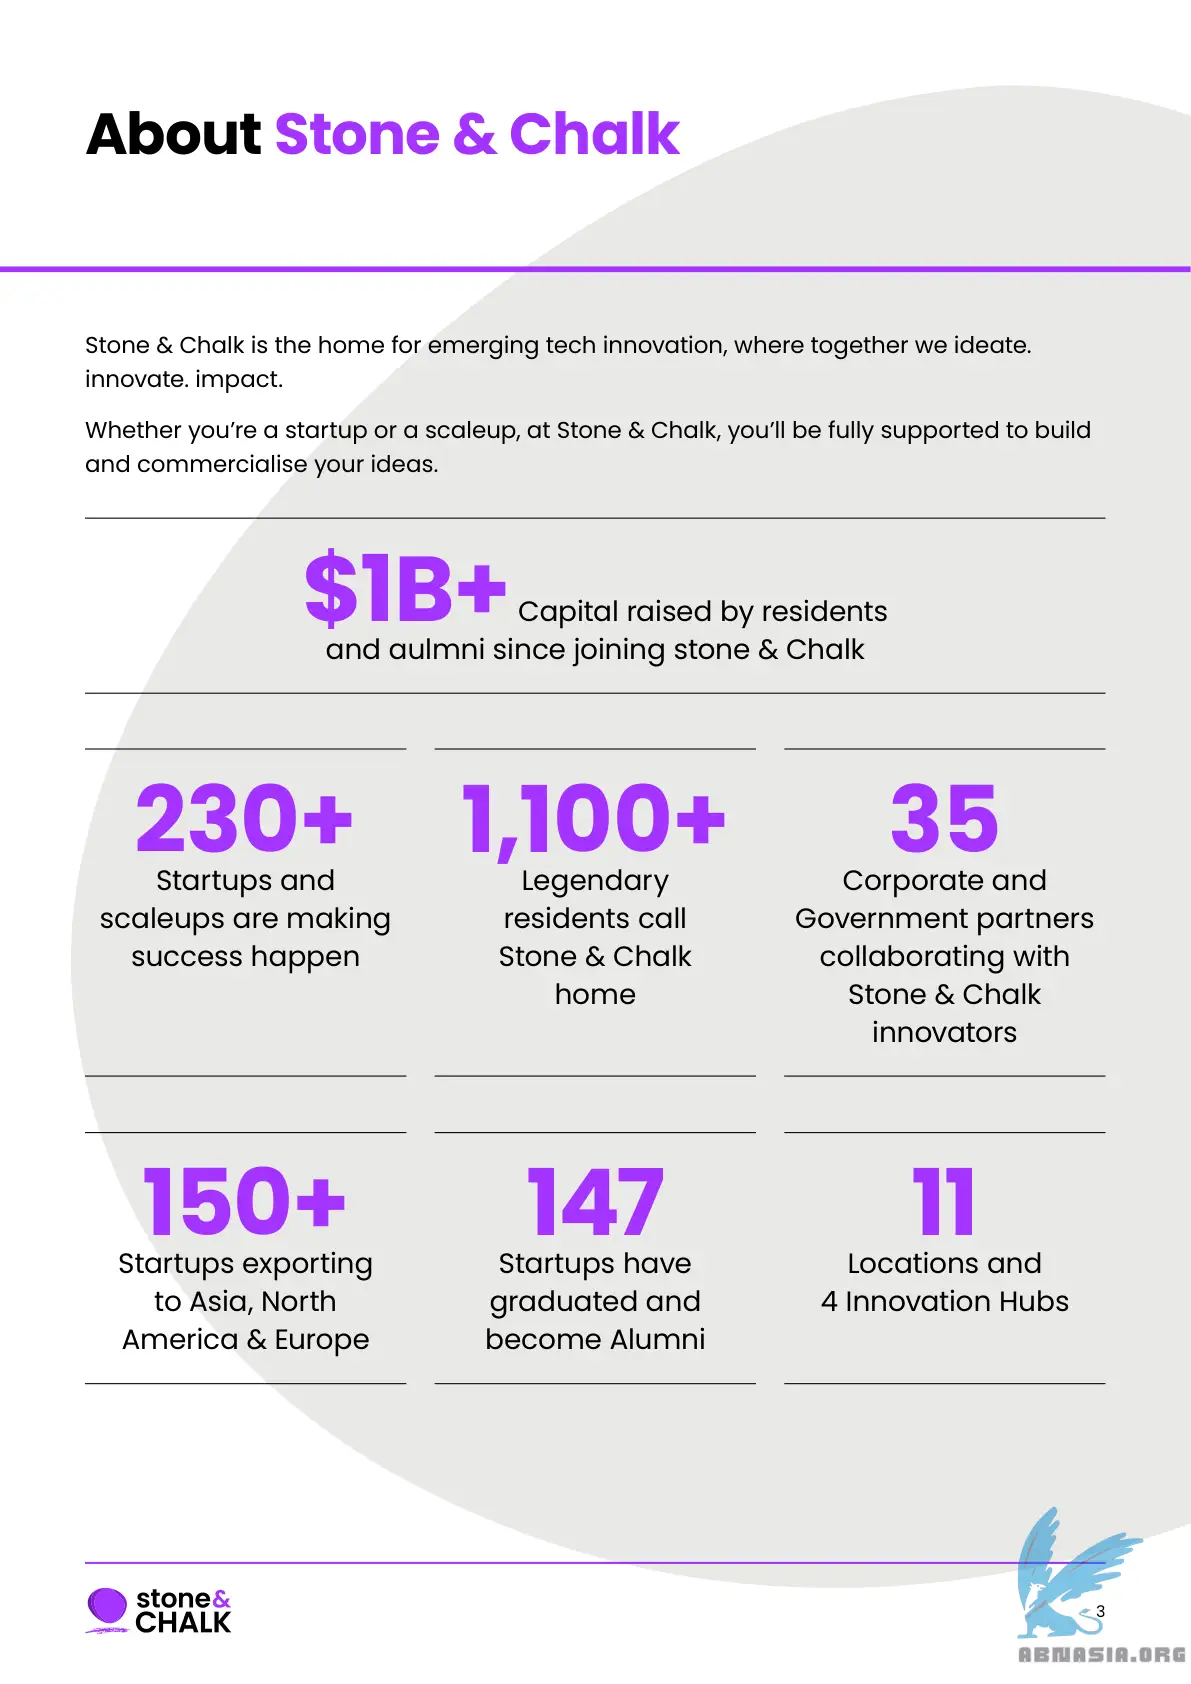 About Stone & Chalk
Stone & Chalk is the home for emerging tech innovation, where together we ideate.
innovate. impact.
Whether you’re a startup or a scaleup, at Stone & Chalk, you’ll be fully supported to build
and commercialise your ideas.
$1B+ Capital raised by residents
and aulmni since joining stone & Chalk
230+
Startups and
scaleups are making
success happen
1,100+
Legendary
residents call
Stone & Chalk
home
35
Corporate and
Government partners
collaborating with
Stone & Chalk
innovators
150+
Startups exporting
to Asia, North
America & Europe
147
Startups have
graduated and
become Alumni
11
Locations and
4 Innovation Hubs
stone&
CHALK
3
ABNASIA.ORG